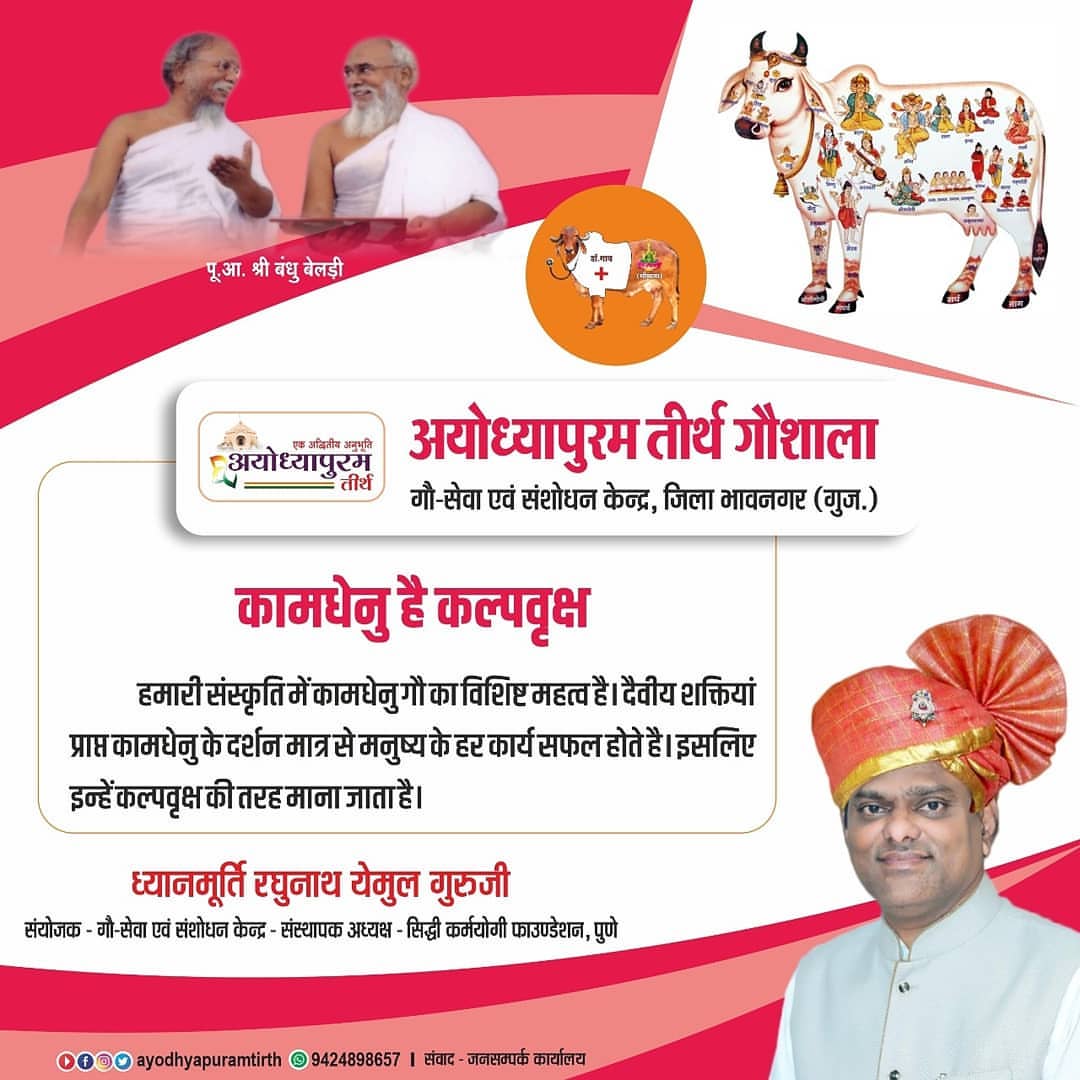 पू.आ. श्री बंधु बेलड़ी
डॉ.गाय
एक अद्वितीय अनुभूति
अयोध्यापुरम
तीर्थ
अयोध्यापुरम तीर्थ गौशाला
गौ-सेवा एवं संशोधन केन्द्र, जिला भावनगर (गुज.)
कामधेनु है कल्पवृक्ष
हमारी संस्कृति में कामधेनु गौ का विशिष्ट महत्व है। दैवीय शक्तियां
प्राप्त कामधेनु के दर्शन मात्र से मनुष्य के हर कार्य सफल होते है। इसलिए
इन्हें कल्पवृक्ष की तरह माना जाता है।
ध्यानमूर्ति रघुनाथ येमुल गुरुजी
संयोजक - गौ-सेवा एवं संशोधन केन्द्र - संस्थापक अध्यक्ष - सिद्धी कर्मयोगी फाउण्डेशन, पुणे
ayodhyapuramtirth 9424898657 | संवाद - जनसम्पर्क कार्यालय